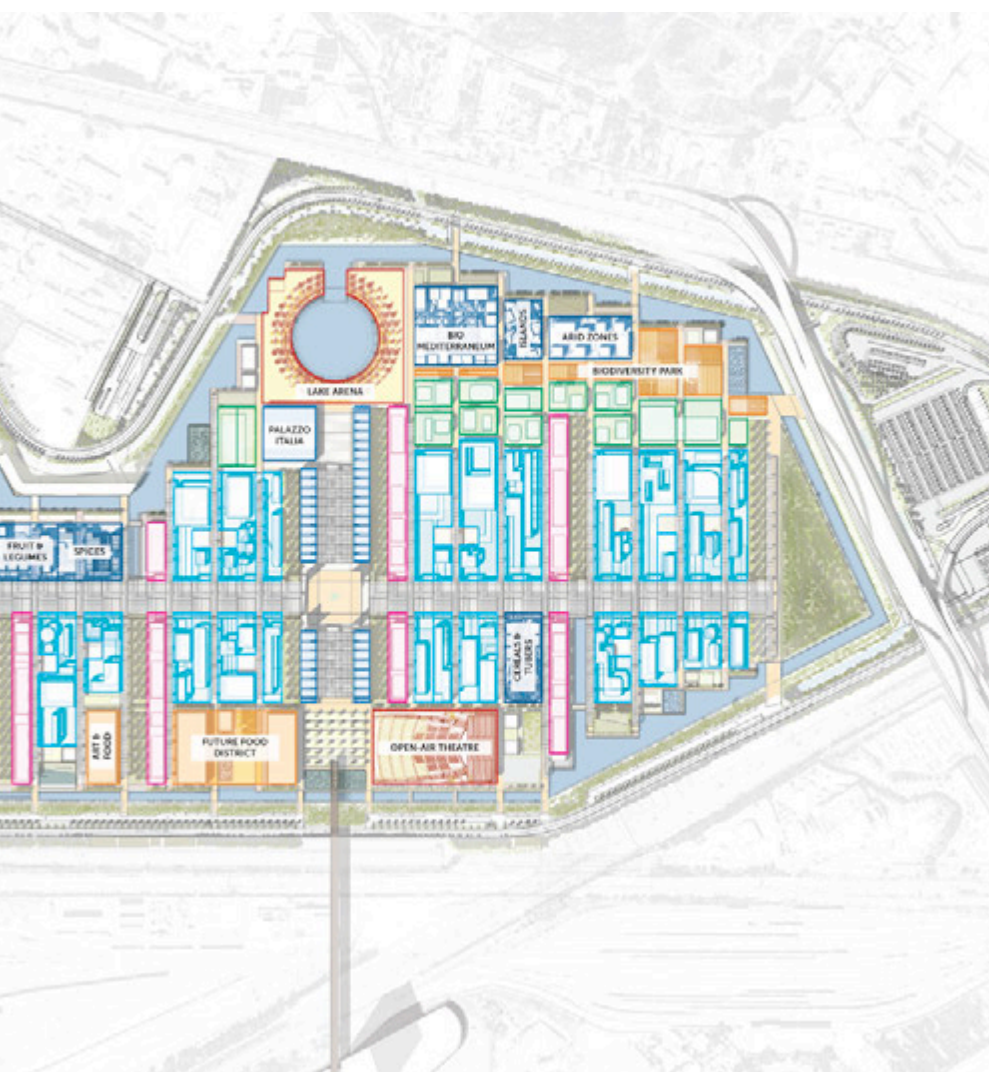 LAKE ARENA
BIO
MEDITERRANEUM
ISLANDS
ARID ZONES
BIODIVERSITY PARK
PALAZZO
ITALIA
FRUIT &
LEGUMES
SPICES
CEREALS &
TUBERS
ART &
FOOD
FUTURE FOOD
DISTRICT
OPEN-AIR THEATRE